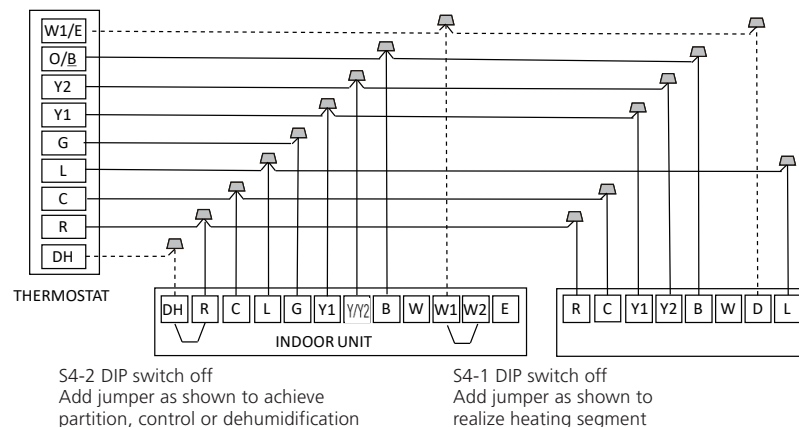 W1/E
O/B
Y2
Y1
G
L
C
R
DH
THERMOSTAT
DH R C L G Y1 Y/Y2 B W W1 W2 E
INDOOR UNIT
R C Y1 Y2 B W D L
S4-2 DIP switch off
Add jumper as shown to achieve
partition, control or dehumidification
S4-1 DIP switch off
Add jumper as shown to
realize heating segment